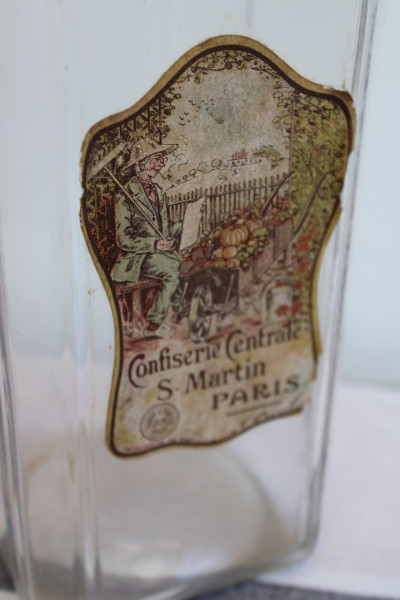 Confiserie Centrale
S. Martin
PARIS